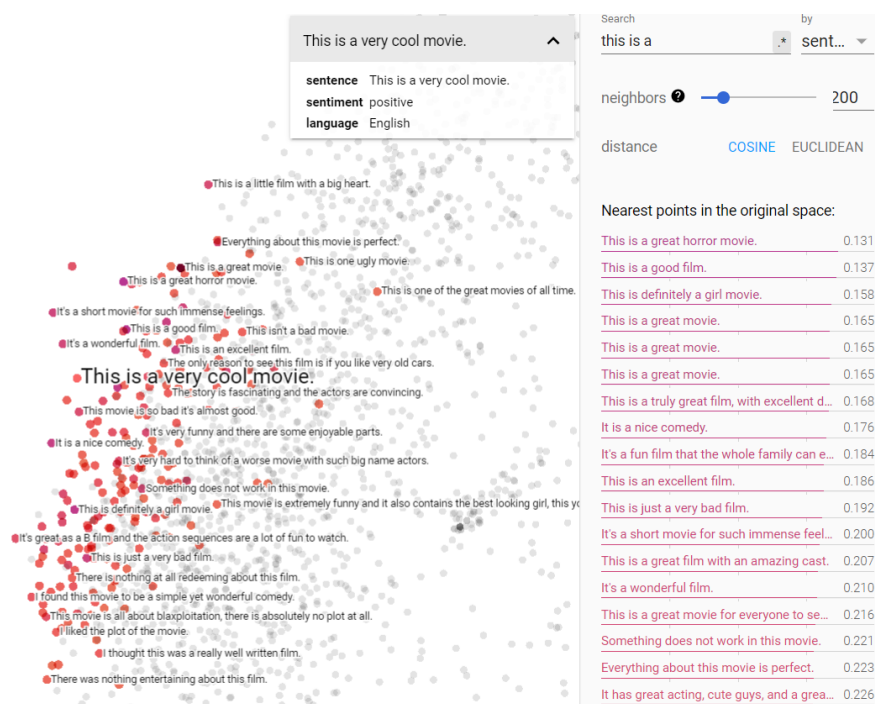 Search
by
this is a
.*
sent...
This is a very cool movie.
sentence This is a very cool movie.
sentiment positive
language English
neighbors ? 200
distance COSINE EUCLIDEAN
Nearest points in the original space:
This is a great horror movie. 0.131
This is a good film. 0.137
This is definitely a girl movie. 0.158
This is a great movie. 0.165
This is a great movie. 0.165
This is a great movie. 0.165
This is a truly great film, with excellent d... 0.168
It is a nice comedy. 0.176
It's a fun film that the whole family can e... 0.184
This is an excellent film. 0.186
This is just a very bad film. 0.192
It's a short movie for such immense feel... 0.200
This is a great film with an amazing cast. 0.207
It's a wonderful film. 0.210
This is a great movie for everyone to se... 0.216
Something does not work in this movie. 0.221
Everything about this movie is perfect. 0.223
It has great acting, cute guys, and a grea... 0.226
This is a little film with a big heart.
Everything about this movie is perfect.
This is a great movie.
This is one ugly movie.
This is a great horror movie.
This is one of the great movies of all time.
It's a short movie for such immense feelings.
This is a good film.
This isn't a bad movie.
It's a wonderful film.
This is an excellent film.
The only reason to see this film is if you like very old cars.
This is a very cool movie.
The story is fascinating and the actors are convincing.
This movie is so bad it's almost good.
It's very funny and there are some enjoyable parts.
It is a nice comedy.
It's very hard to think of a worse movie with such big name actors.
Something does not work in this movie.
This movie is extremely funny and it also contains the best looking girl, this yo
This is definitely a girl movie.
It's great as a B film and the action sequences are a lot of fun to watch.
This is just a very bad film.
There is nothing at all redeeming about this film.
I found this movie to be a simple yet wonderful comedy.
This movie is all about blaxploitation, there is absolutely no plot at all.
I liked the plot of the movie.
I thought this was a really well written film.
There was nothing entertaining about this film.